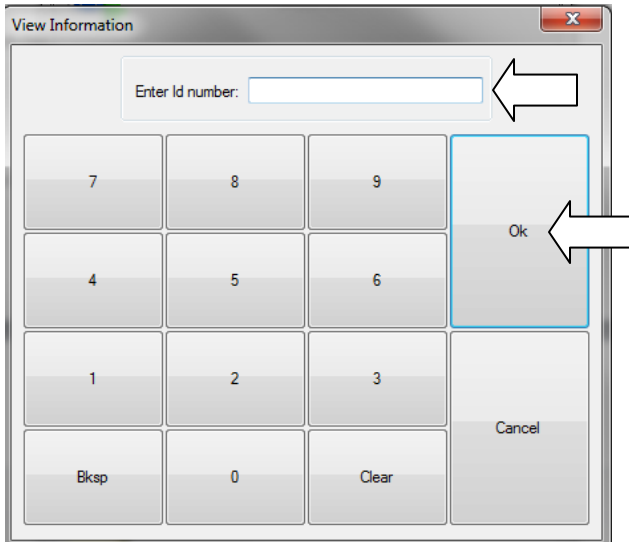 View Information
Enter Id number:
7 8 9
Ok
4 5 6
1 2 3
Cancel
Bksp 0 Clear